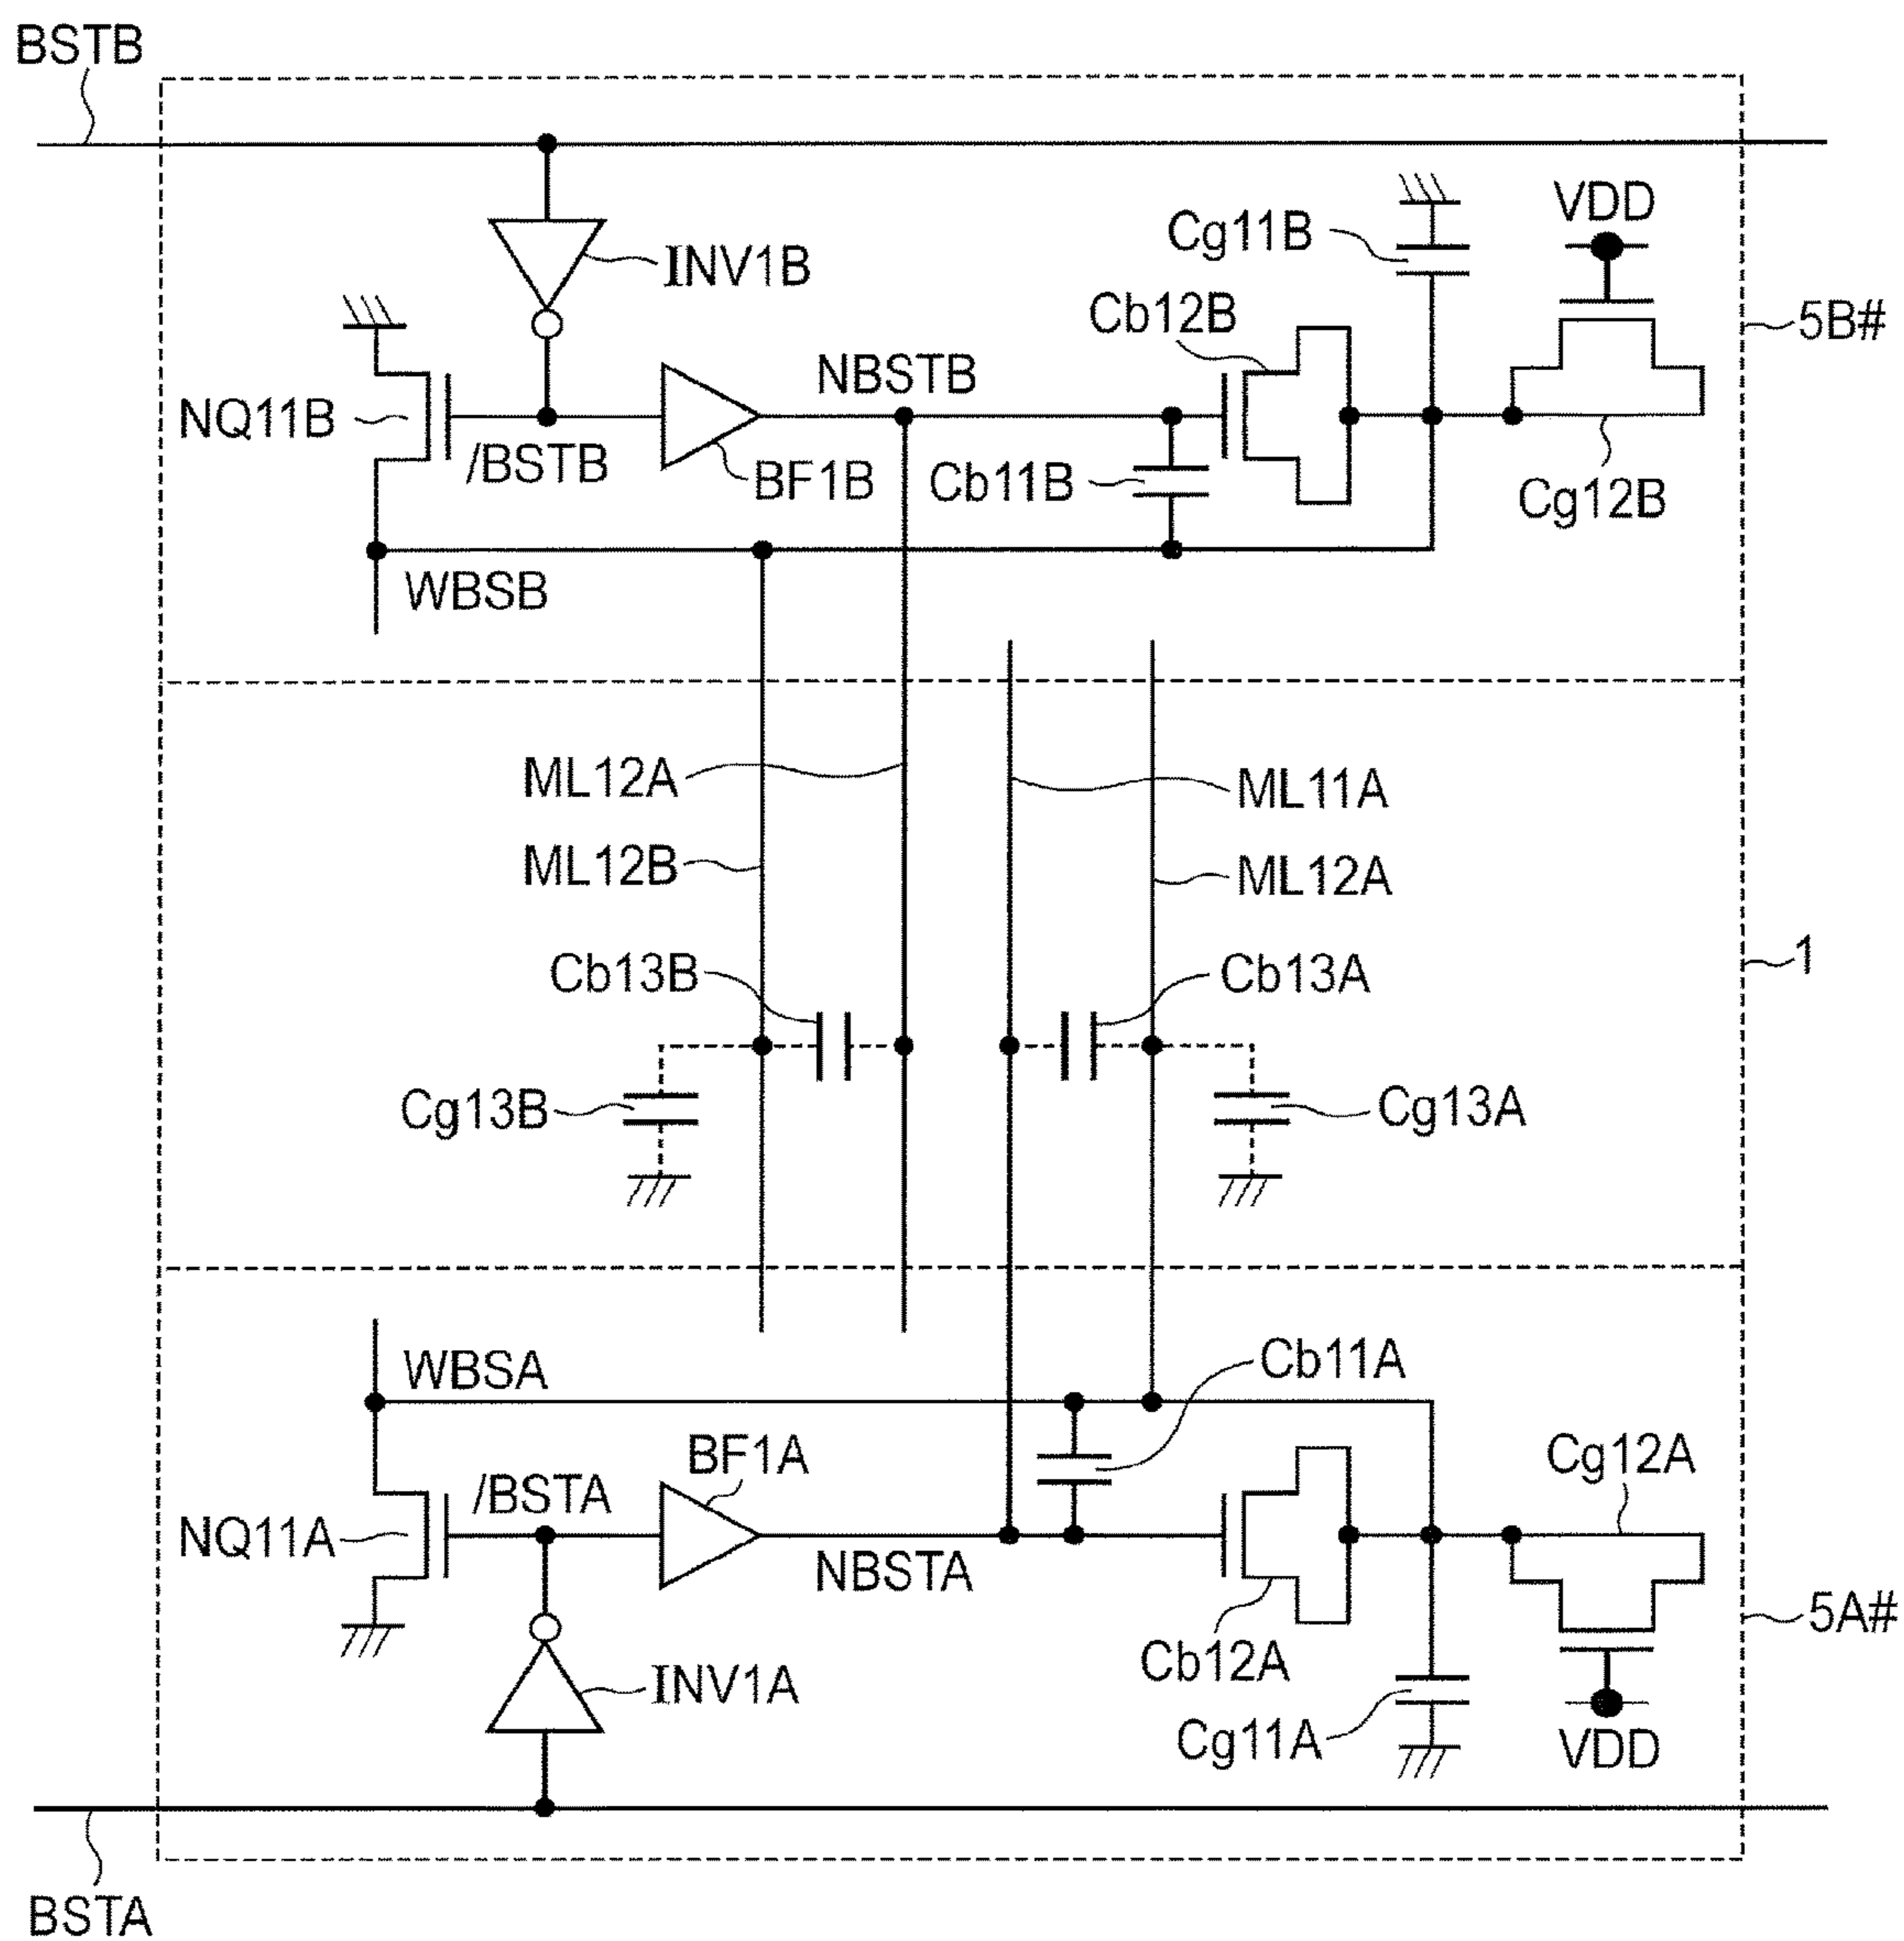 BSTB
VDD
Cg11B
INV1B
Cb12B
5B#
NBSTB
NQ11B
/BSTB
BF1B
Cb11B
Cg12B
WBSB
ML12A
ML11A
ML12B
ML12A
1
Cb13B
Cb13A
Cg13B
Cg13A
WBSA
Cb11A
BF1A
Cg12A
/BSTA
NQ11A
NBSTA
5A#
Cb12A
INV1A
Cg11A
VDD
BSTA